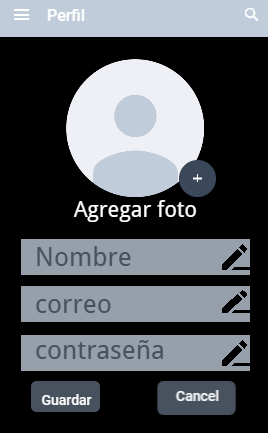 Perfil
Agregar foto
Nombre
correo
contraseña
Guardar
Cancel